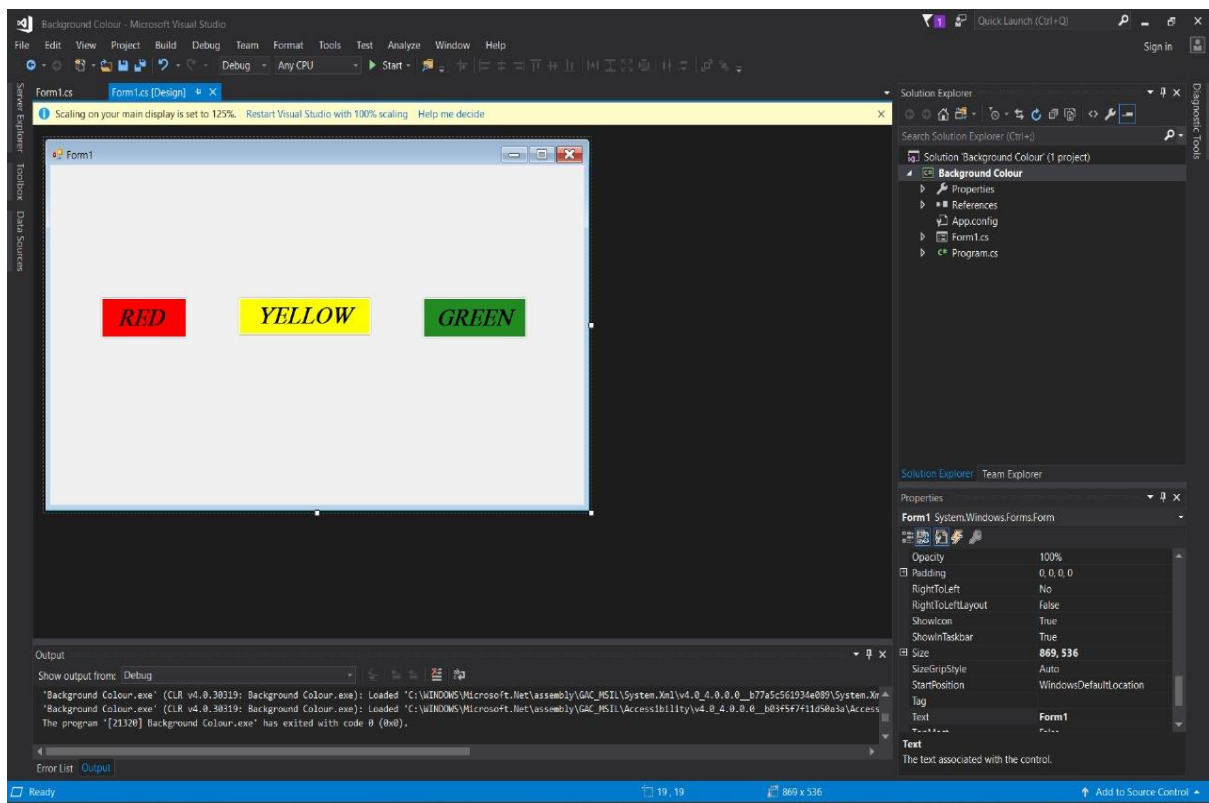 Background Colour - Microsoft Visual Studio
1
Quick Launch (Ctrl+Q)
File Edit View Project Build Debug Team Format Tools Test Analyze Window Help
Sign in
Debug Any CPU Start
Server Explorer
Toolbox
Data Sources
Form1.cs Form1.cs [Design]
Scaling on your main display is set to 125%. Restart Visual Studio with 100% scaling Help me decide
Form1
RED YELLOW GREEN
Solution Explorer
Search Solution Explorer (Ctrl+;)
Solution 'Background Colour' (1 project)
C# Background Colour
Properties
References
App.config
Form1.cs
C# Program.cs
Diagnostic Tools
Solution Explorer Team Explorer
Properties
Form1 System.Windows.Forms.Form
Opacity 100%
Padding 0, 0, 0, 0
RightToLeft No
RightToLeftLayout False
ShowIcon True
ShowInTaskbar True
Size 869, 536
SizeGripStyle Auto
StartPosition WindowsDefaultLocation
Tag
Text Form1
Text
The text associated with the control.
Output
Show output from: Debug
'Background Colour.exe' (CLR v4.0.30319: Background Colour.exe): Loaded 'C:\WINDOWS\Microsoft.Net\assembly\GAC_MSIL\System.Xml\v4.0_4.0.0.0__b77a5c561934e089\System.Xm
'Background Colour.exe' (CLR v4.0.30319: Background Colour.exe): Loaded 'C:\WINDOWS\Microsoft.Net\assembly\GAC_MSIL\Accessibility\v4.0_4.0.0.0__b03f5f7f11d50a3a\Access
The program '[21320] Background Colour.exe' has exited with code 0 (0x0).
Error List Output
Ready 19 , 19 869 x 536 Add to Source Control